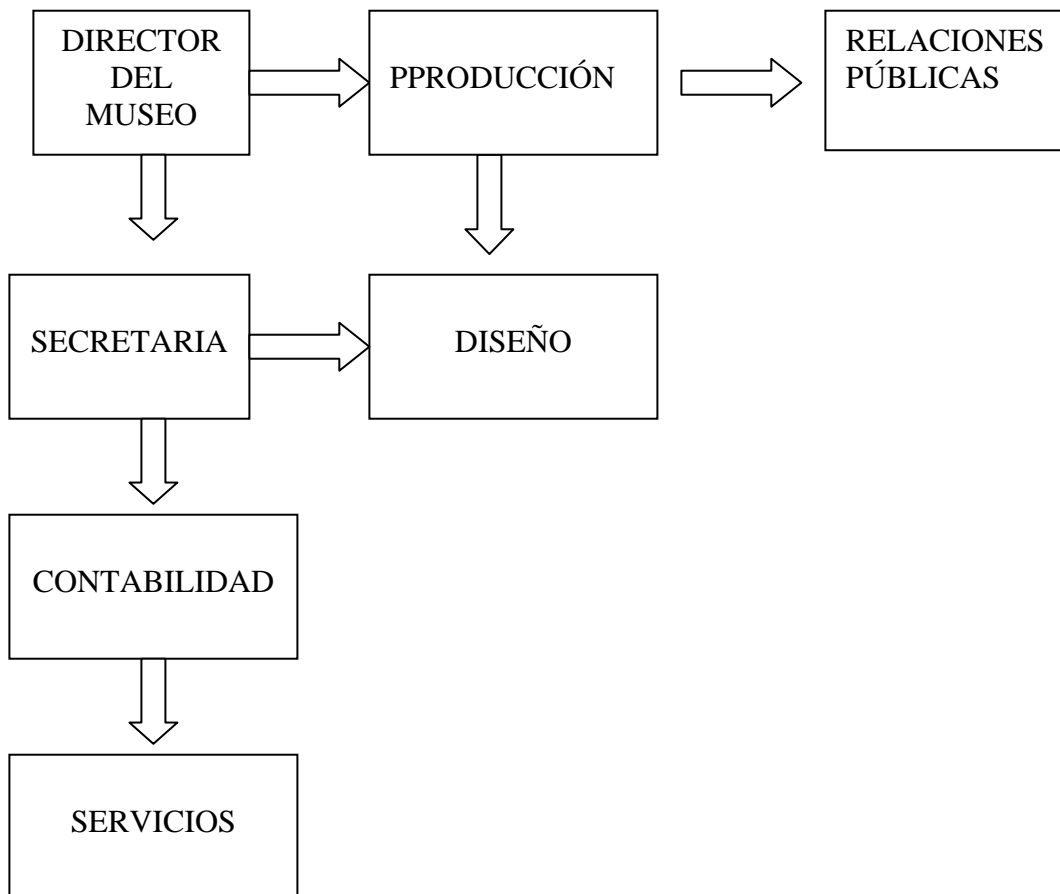 DIRECTOR
DEL
MUSEO
PPRODUCCIÓN
RELACIONES
PÚBLICAS
SECRETARIA
DISEÑO
CONTABILIDAD
SERVICIOS